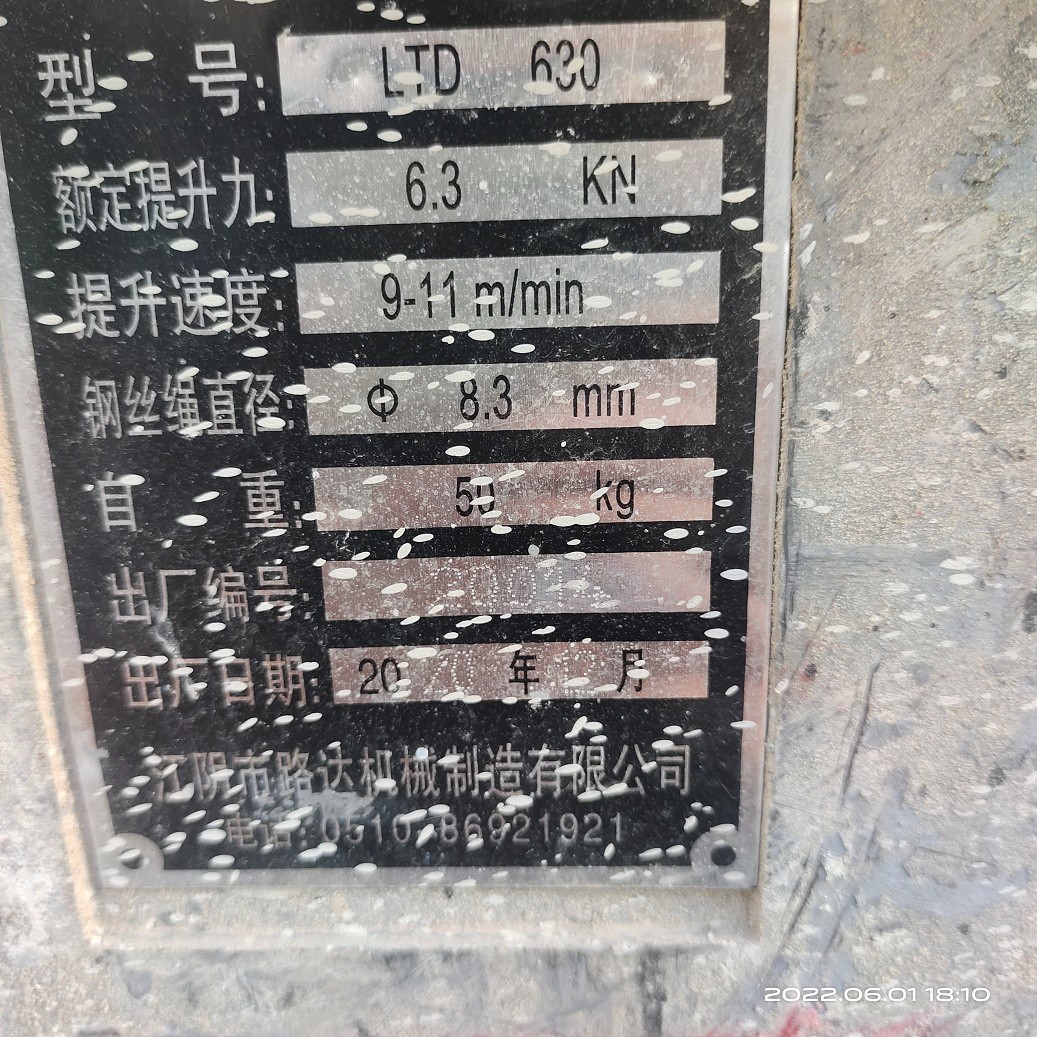 型号: LTD 630
额定提升力: 6.3 KN
提升速度: 9-11 m/min
钢丝绳直径: Φ 8.3 mm
自重: 50 kg
出厂编号:
出厂日期: 20 年 月
江阴市路达机械制造有限公司
电话: 0510-86921921
2022.06.01 18:10